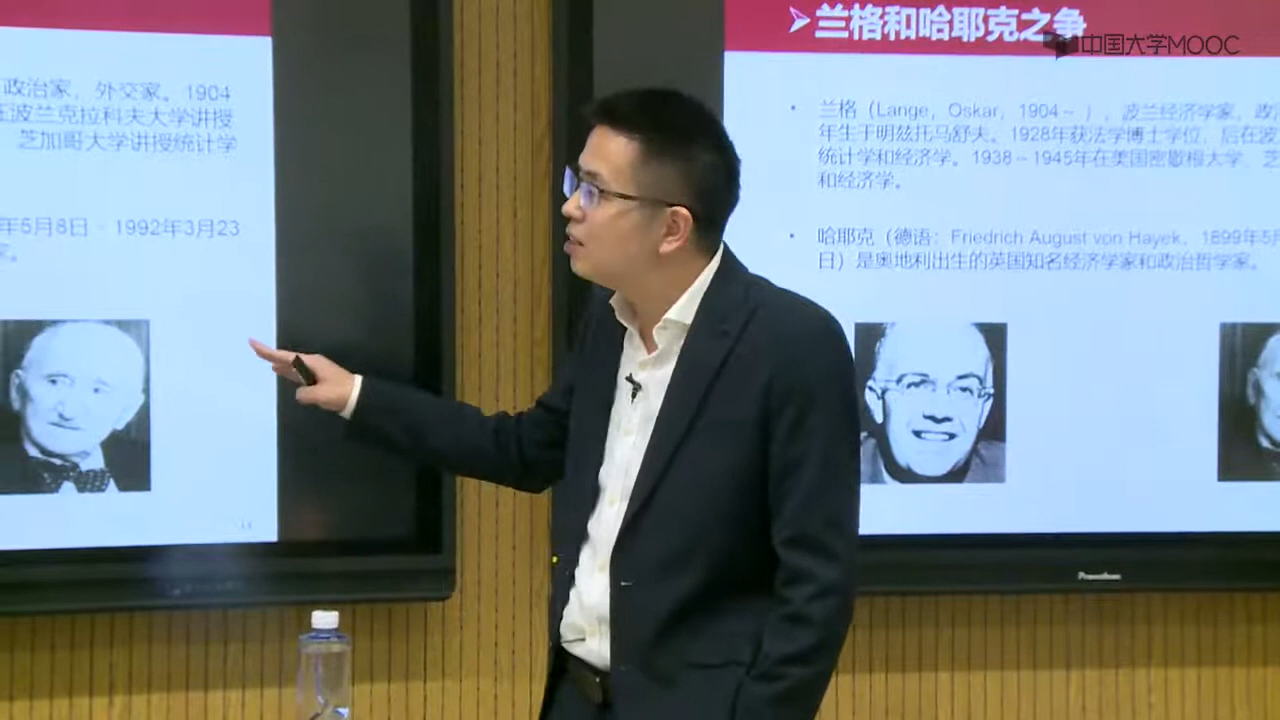 政治家，外交家。1904
在波兰克拉科夫大学讲授
芝加哥大学讲授统计学
年5月8日－1992年3月23
家。
➢兰格和哈耶克之争
中国大学MOOC
• 兰格（Lange，Oskar，1904～ ），波兰经济学家，政
年生于明兹托马舒夫。1928年获法学博士学位，后在波
统计学和经济学。1938－1945年在美国密歇根大学、芝
和经济学。
• 哈耶克（德语：Friedrich August von Hayek，1899年5月
日）是奥地利出生的英国知名经济学家和政治哲学家。
Promethean